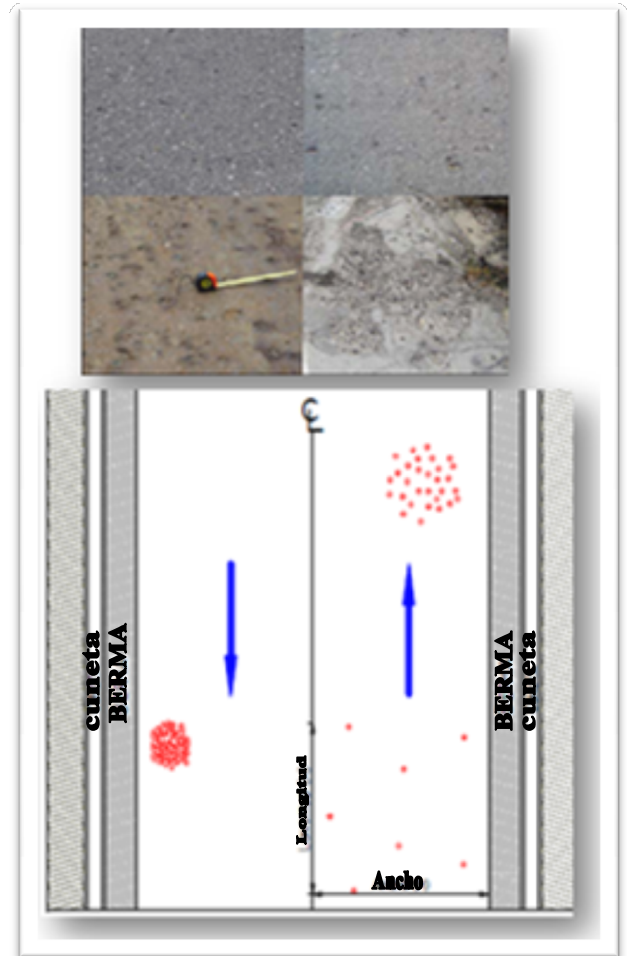 ℄
cuneta
BERMA
BERMA
cuneta
Longitud
Ancho